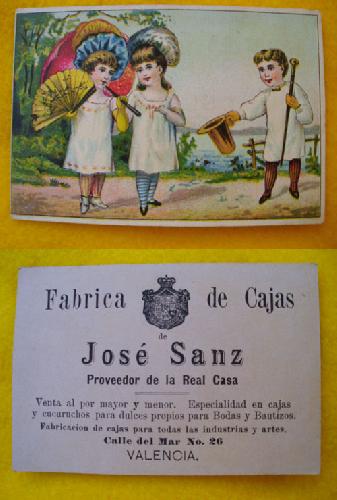 Fabrica de Cajas
de
José Sanz
Proveedor de la Real Casa
Venta al por mayor y menor. Especialidad en cajas
y cucuruchos para dulces propios para Bodas y Bautizos.
Fabricacion de cajas para todas las industrias y artes.
Calle del Mar No. 26
VALENCIA.